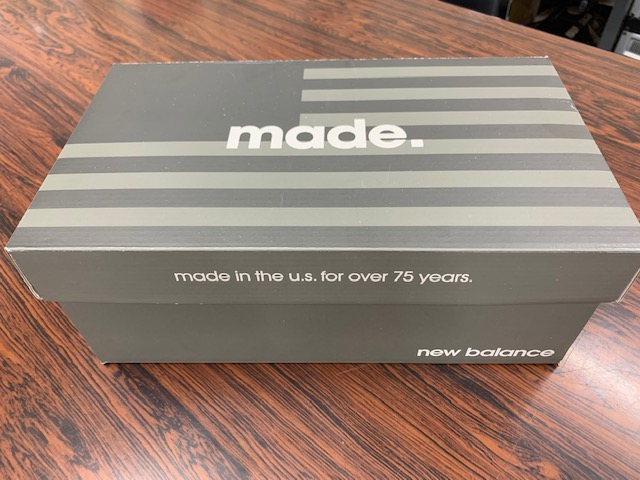 made.
made in the u.s. for over 75 years.
new balance